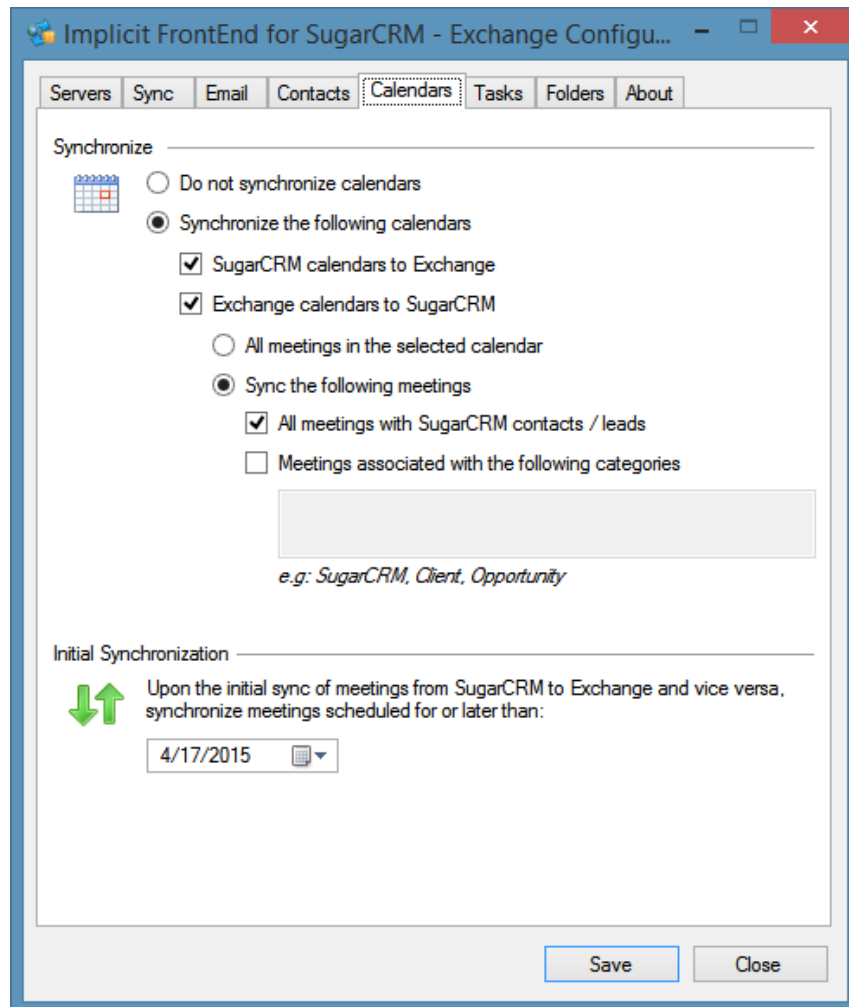 Implicit FrontEnd for SugarCRM - Exchange Configu...
Servers Sync Email Contacts Calendars Tasks Folders About
Synchronize
Do not synchronize calendars
Synchronize the following calendars
SugarCRM calendars to Exchange
Exchange calendars to SugarCRM
All meetings in the selected calendar
Sync the following meetings
All meetings with SugarCRM contacts / leads
Meetings associated with the following categories
e.g: SugarCRM, Client, Opportunity
Initial Synchronization
Upon the initial sync of meetings from SugarCRM to Exchange and vice versa,
synchronize meetings scheduled for or later than:
4/17/2015
Save Close